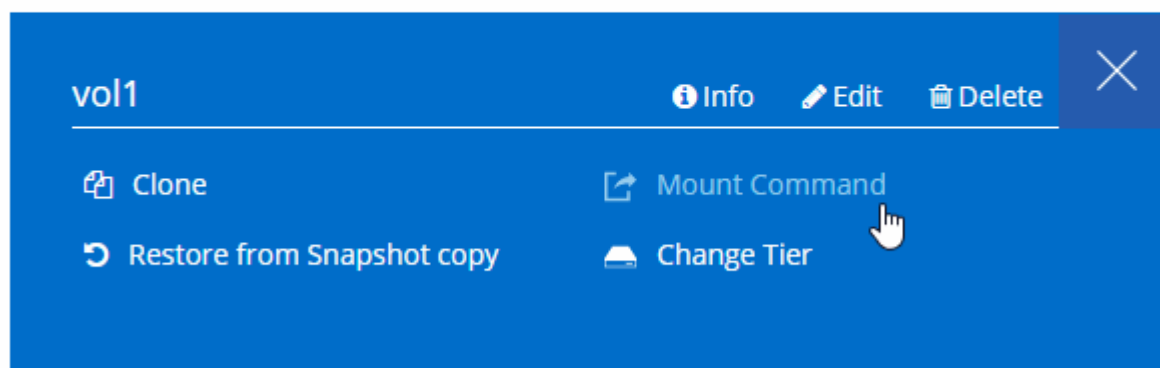 vol1 Info Edit Delete
Clone Mount Command
Restore from Snapshot copy Change Tier